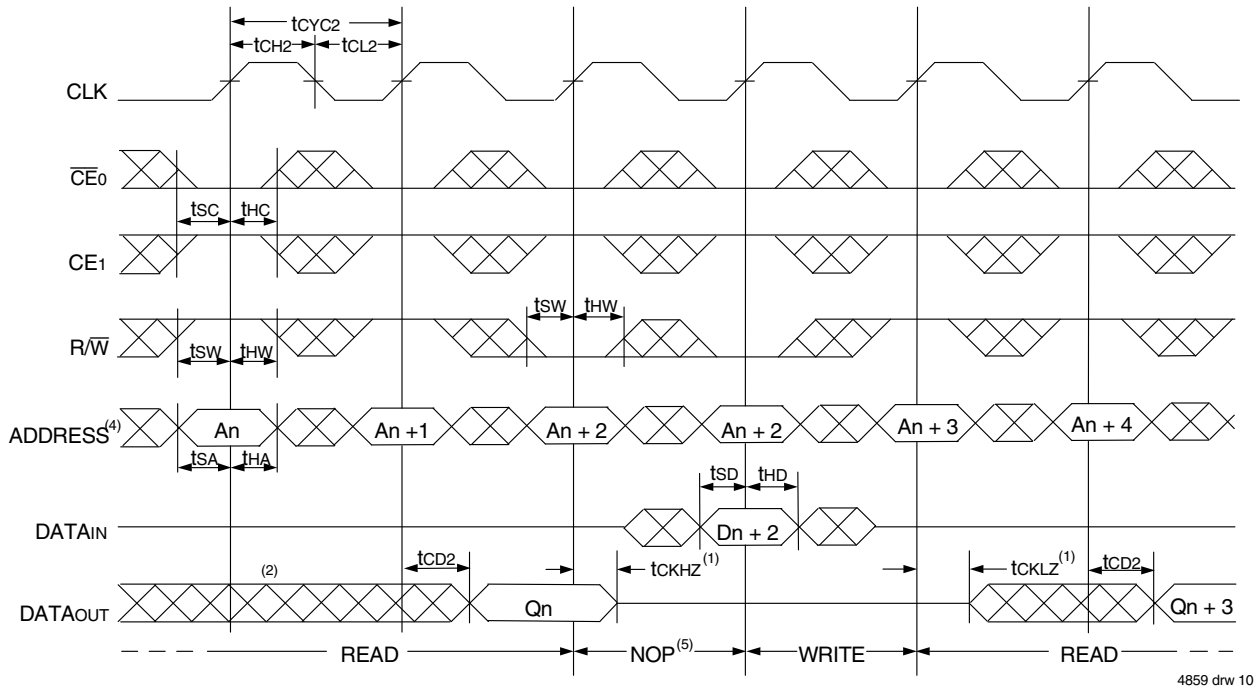 tCYC2
tCH2 tCL2
CLK
CE0
tSC tHC
CE1
tSW tHW
R/W
tSW tHW
ADDRESS(4) An An +1 An + 2 An + 2 An + 3 An + 4
tSA tHA
tSD tHD
DATAIN Dn + 2
tCD2 tCKHZ(1) tCKLZ(1) tCD2
(2)
DATAOUT Qn Qn + 3
READ NOP(5) WRITE READ
4859 drw 10